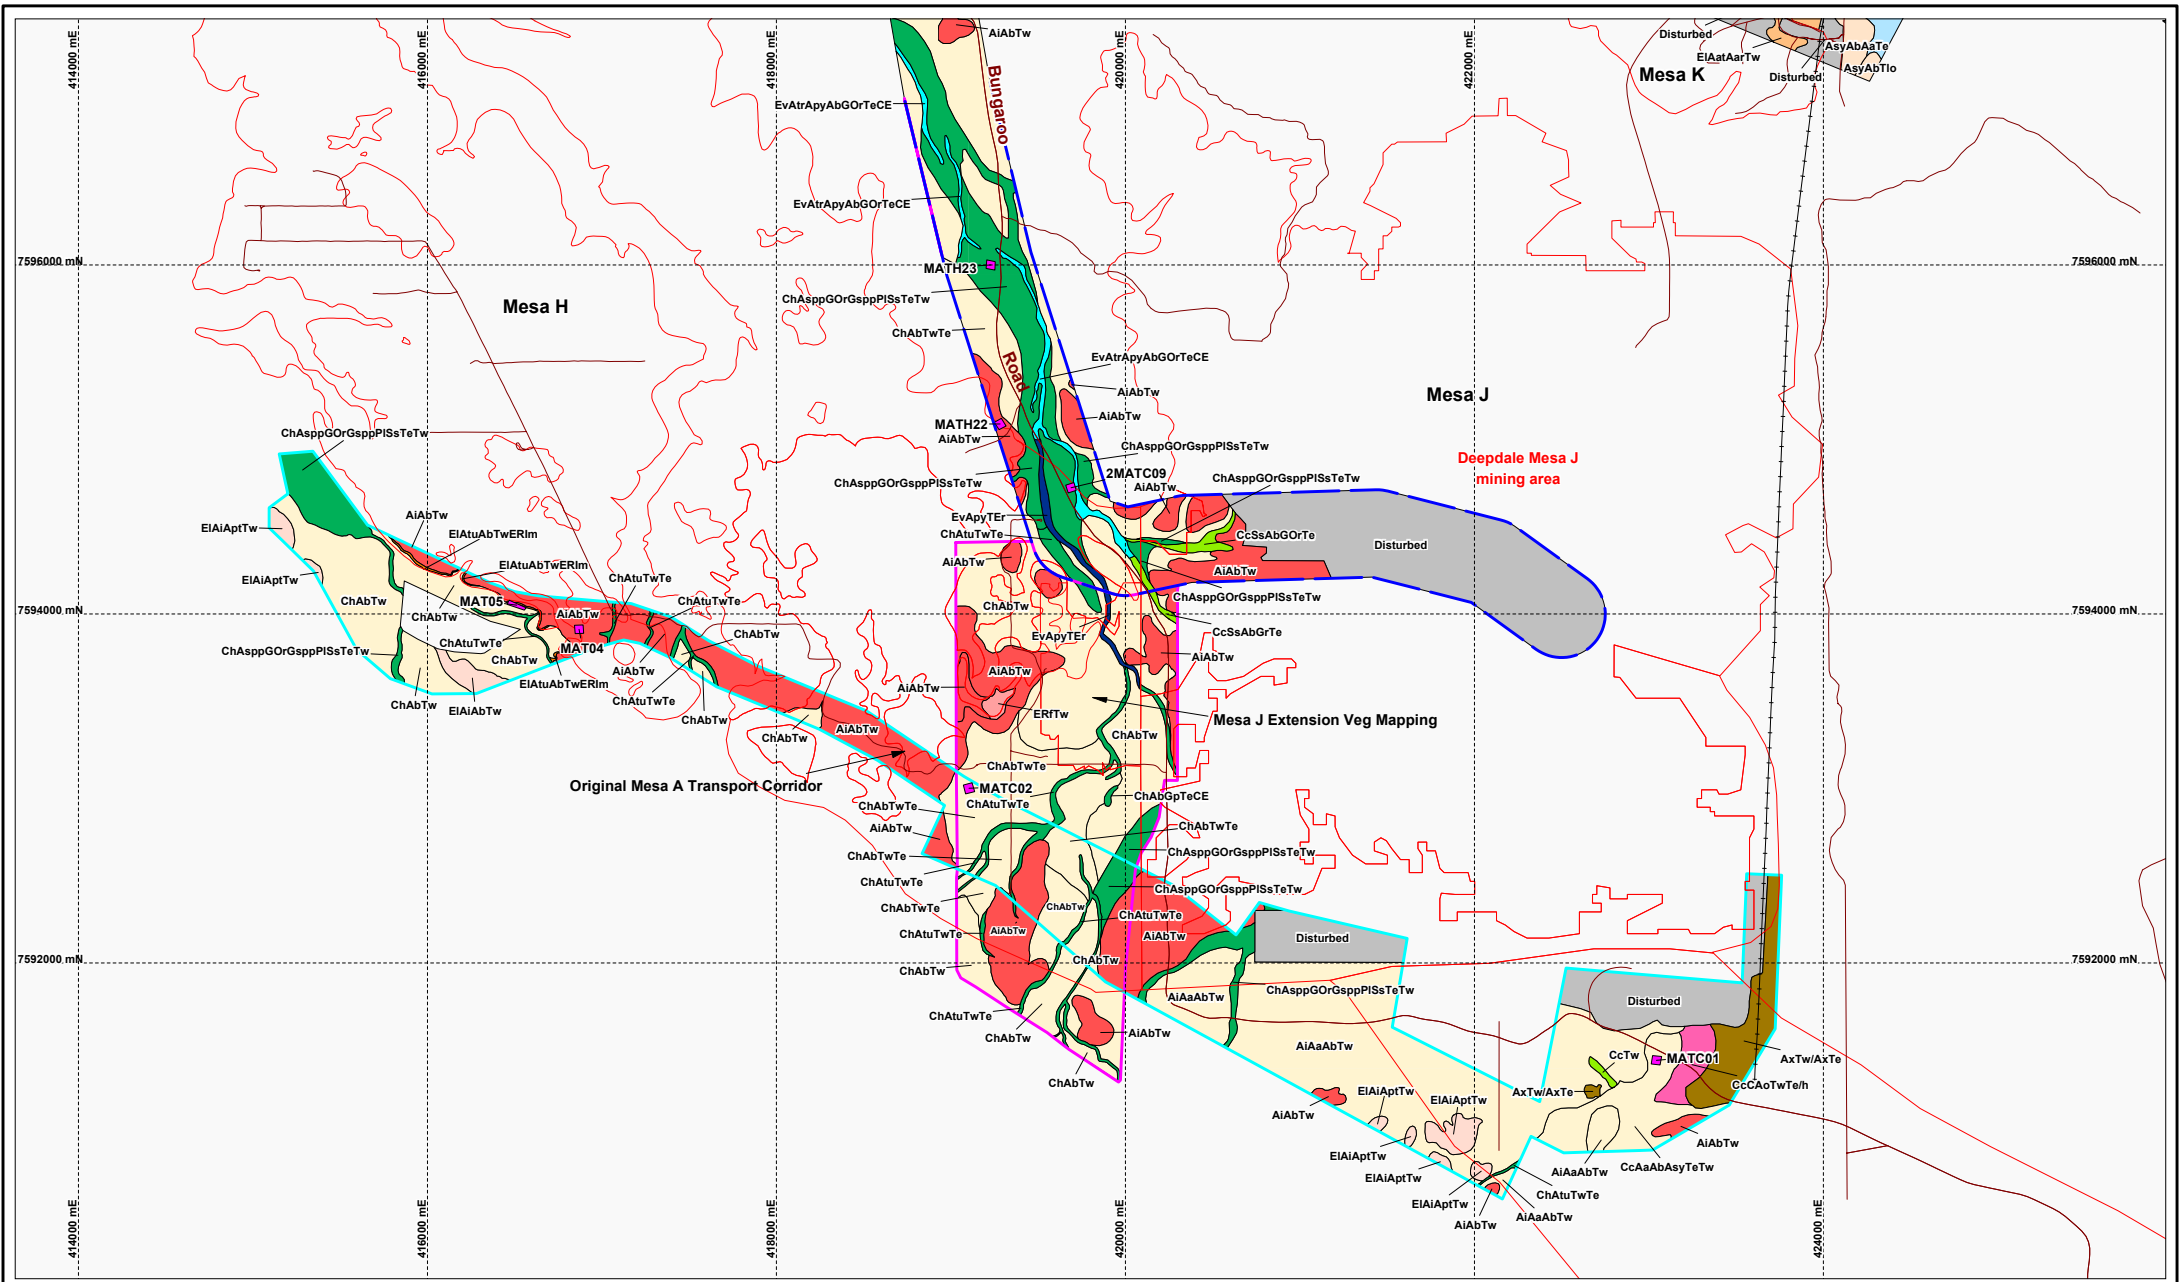 414000 mE
416000 mE
418000 mE
420000 mE
422000 mE
424000 mE
AiAbTw
Disturbed
ElAatAarTw
Mesa K
AsyAbAaTe
AsyAbTlo
Disturbed
Bungaroo
EvAtrApyAbGOrTeCE
EvAtrApyAbGOrTeCE
7596000 mN
7596000 mN
MATH23
ChAsppGOrGsppPlSsTeTw
Mesa H
ChAbTwTe
Road
EvAtrApyAbGOrTeCE
AiAbTw
Mesa J
AiAbTw
MATH22
AiAbTw
ChAsppGOrGsppPlSsTeTw
ChAsppGOrGsppPlSsTeTw
Deepdale Mesa J
mining area
2MATC09
ChAsppGOrGsppPlSsTeTw
AiAbTw
ChAsppGOrGsppPlSsTeTw
AiAbTw
ElAiAptTw
EvApyTEr
ChAtuTwTe
CcSsAbGOrTe
Disturbed
ElAtuAbTwERIm
ElAtuAbTwERIm
AiAbTw
AiAbTw
ElAiAptTw
ChAtuTwTe
ChAbTw
MAT05
ChAtuTwTe
ChAsppGOrGsppPlSsTeTw
7594000 mN
7594000 mN
ChAbTw
AiAbTw
ChAbTw
ChAbTw
EvApyTEr
CcSsAbGrTe
ChAtuTwTe
MAT04
ChAsppGOrGsppPlSsTeTw
ChAbTw
AiAbTw
AiAbTw
AiAbTw
ElAtuAbTwERIm
ChAtuTwTe
AiAbTw
ChAbTw
ElAiAbTw
ChAbTw
ERfTw
Mesa J Extension Veg Mapping
ChAbTw
AiAbTw
ChAbTw
ChAbTwTe
Original Mesa A Transport Corridor
MATC02
ChAtuTwTe
ChAbGpTeCE
ChAbTwTe
AiAbTw
ChAbTwTe
ChAbTwTe
ChAsppGOrGsppPlSsTeTw
ChAtuTwTe
ChAsppGOrGsppPlSsTeTw
ChAbTwTe
ChAbTw
ChAtuTwTe
ChAtuTwTe
AiAbTw
AiAbTw
Disturbed
7592000 mN
7592000 mN
ChAbTw
ChAbTw
ChAsppGOrGsppPlSsTeTw
AiAaAbTw
Disturbed
ChAtuTwTe
ChAbTw
AiAbTw
AiAaAbTw
CcTw
MATC01
AxTw/AxTe
ChAbTw
CcCAoTwTe/h
AxTw/AxTe
ElAiAptTw
ElAiAptTw
AiAbTw
AiAbTw
ElAiAptTw
CcAaAbAsyTeTw
AiAaAbTw
ElAiAptTw
ChAtuTwTe
ElAiAptTw
AiAaAbTw
AiAbTw
414000 mE
416000 mE
418000 mE
420000 mE
422000 mE
424000 mE